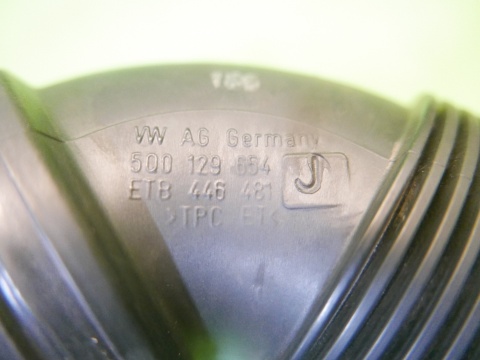 VW AG Germany
5Q0 129 654
ETB 446 481 J
>TPC ET<